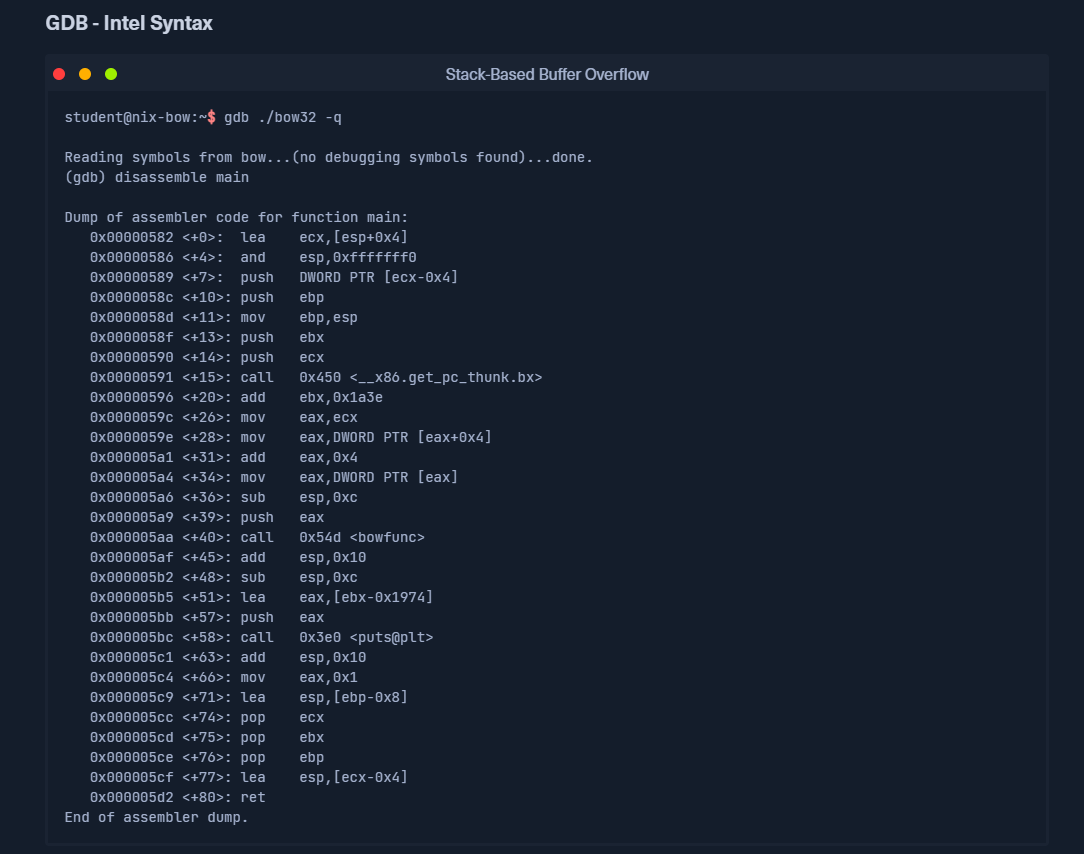 GDB - Intel Syntax
Stack-Based Buffer Overflow
student@nix-bow:~$ gdb ./bow32 -q
Reading symbols from bow...(no debugging symbols found)...done.
(gdb) disassemble main
Dump of assembler code for function main:
   0x00000582 <+0>:  lea    ecx,[esp+0x4]
   0x00000586 <+4>:  and    esp,0xfffffff0
   0x00000589 <+7>:  push   DWORD PTR [ecx-0x4]
   0x0000058c <+10>: push   ebp
   0x0000058d <+11>: mov    ebp,esp
   0x0000058f <+13>: push   ebx
   0x00000590 <+14>: push   ecx
   0x00000591 <+15>: call   0x450 <__x86.get_pc_thunk.bx>
   0x00000596 <+20>: add    ebx,0x1a3e
   0x0000059c <+26>: mov    eax,ecx
   0x0000059e <+28>: mov    eax,DWORD PTR [eax+0x4]
   0x000005a1 <+31>: add    eax,0x4
   0x000005a4 <+34>: mov    eax,DWORD PTR [eax]
   0x000005a6 <+36>: sub    esp,0xc
   0x000005a9 <+39>: push   eax
   0x000005aa <+40>: call   0x54d <bowfunc>
   0x000005af <+45>: add    esp,0x10
   0x000005b2 <+48>: sub    esp,0xc
   0x000005b5 <+51>: lea    eax,[ebx-0x1974]
   0x000005bb <+57>: push   eax
   0x000005bc <+58>: call   0x3e0 <puts@plt>
   0x000005c1 <+63>: add    esp,0x10
   0x000005c4 <+66>: mov    eax,0x1
   0x000005c9 <+71>: lea    esp,[ebp-0x8]
   0x000005cc <+74>: pop    ecx
   0x000005cd <+75>: pop    ebx
   0x000005ce <+76>: pop    ebp
   0x000005cf <+77>: lea    esp,[ecx-0x4]
   0x000005d2 <+80>: ret
End of assembler dump.